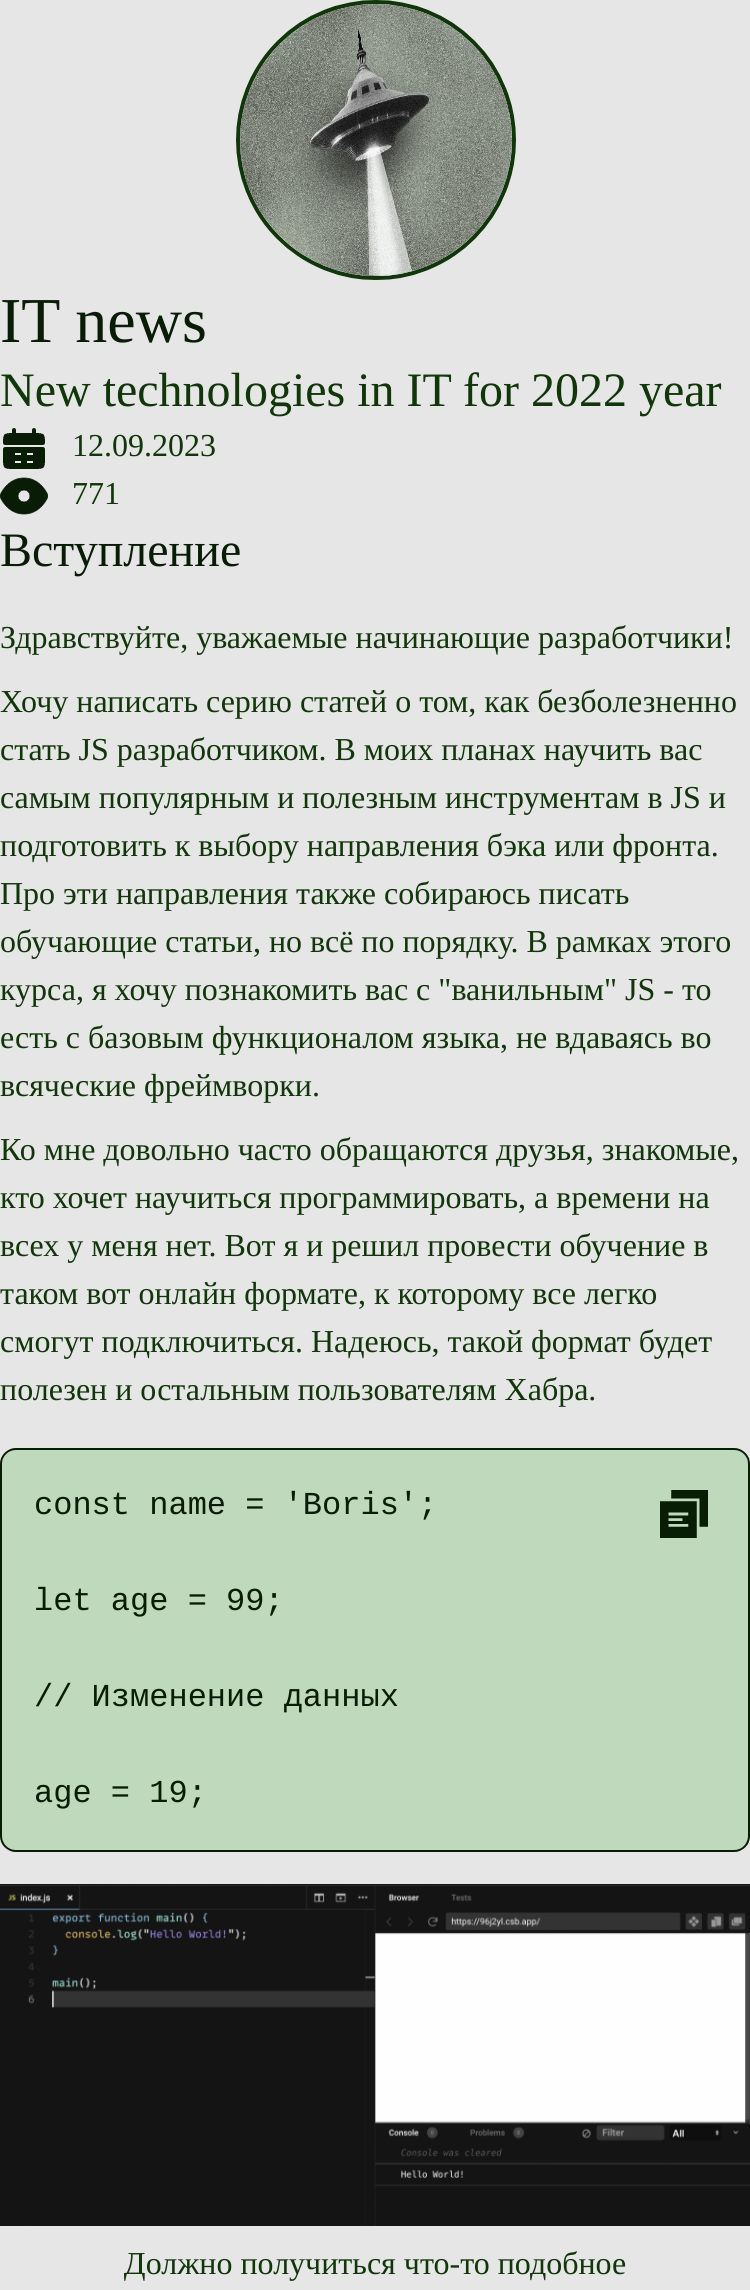 IT news
New technologies in IT for 2022 year
12.09.2023
771
Вступление
Здравствуйте, уважаемые начинающие разработчики!
Хочу написать серию статей о том, как безболезненно
стать JS разработчиком. В моих планах научить вас
самым популярным и полезным инструментам в JS и
подготовить к выбору направления бэка или фронта.
Про эти направления также собираюсь писать
обучающие статьи, но всё по порядку. В рамках этого
курса, я хочу познакомить вас с "ванильным" JS - то
есть с базовым функционалом языка, не вдаваясь во
всяческие фреймворки.
Ко мне довольно часто обращаются друзья, знакомые,
кто хочет научиться программировать, а времени на
всех у меня нет. Вот я и решил провести обучение в
таком вот онлайн формате, к которому все легко
смогут подключиться. Надеюсь, такой формат будет
полезен и остальным пользователям Хабра.
const name = 'Boris';
let age = 99;
// Изменение данных
age = 19;
JS index.js
1 export function main() {
2 console.log("Hello World!");
3 }
4
5 main();
6
Browser Tests
https://96j2yl.csb.app/
Console 0 Problems 0 Filter All
Console was cleared
Hello World!
Должно получиться что-то подобное